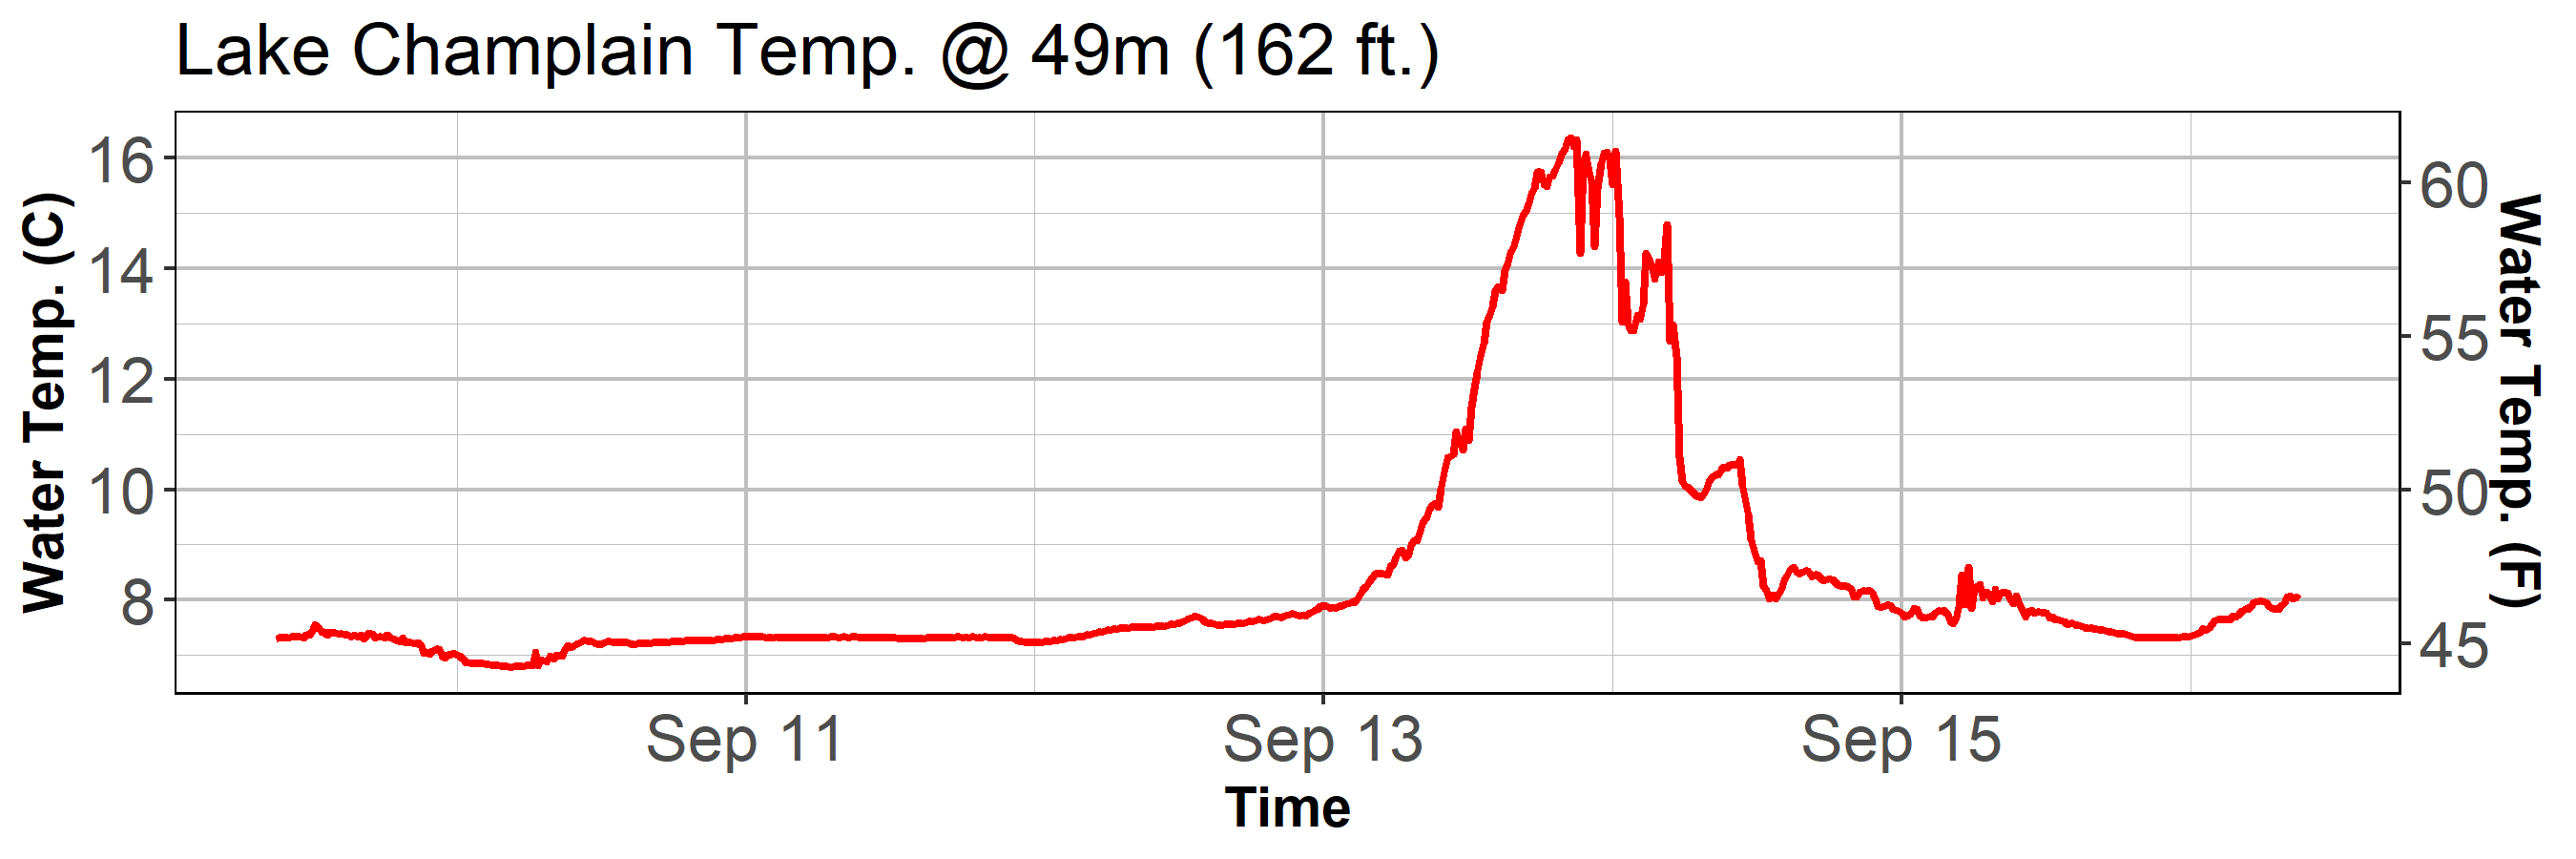 Lake Champlain Temp. @ 49m (162 ft.)
Water Temp. (C)
16
14
12
10
8
60
55
50
45
Water Temp. (F)
Sep 11
Sep 13
Sep 15
Time